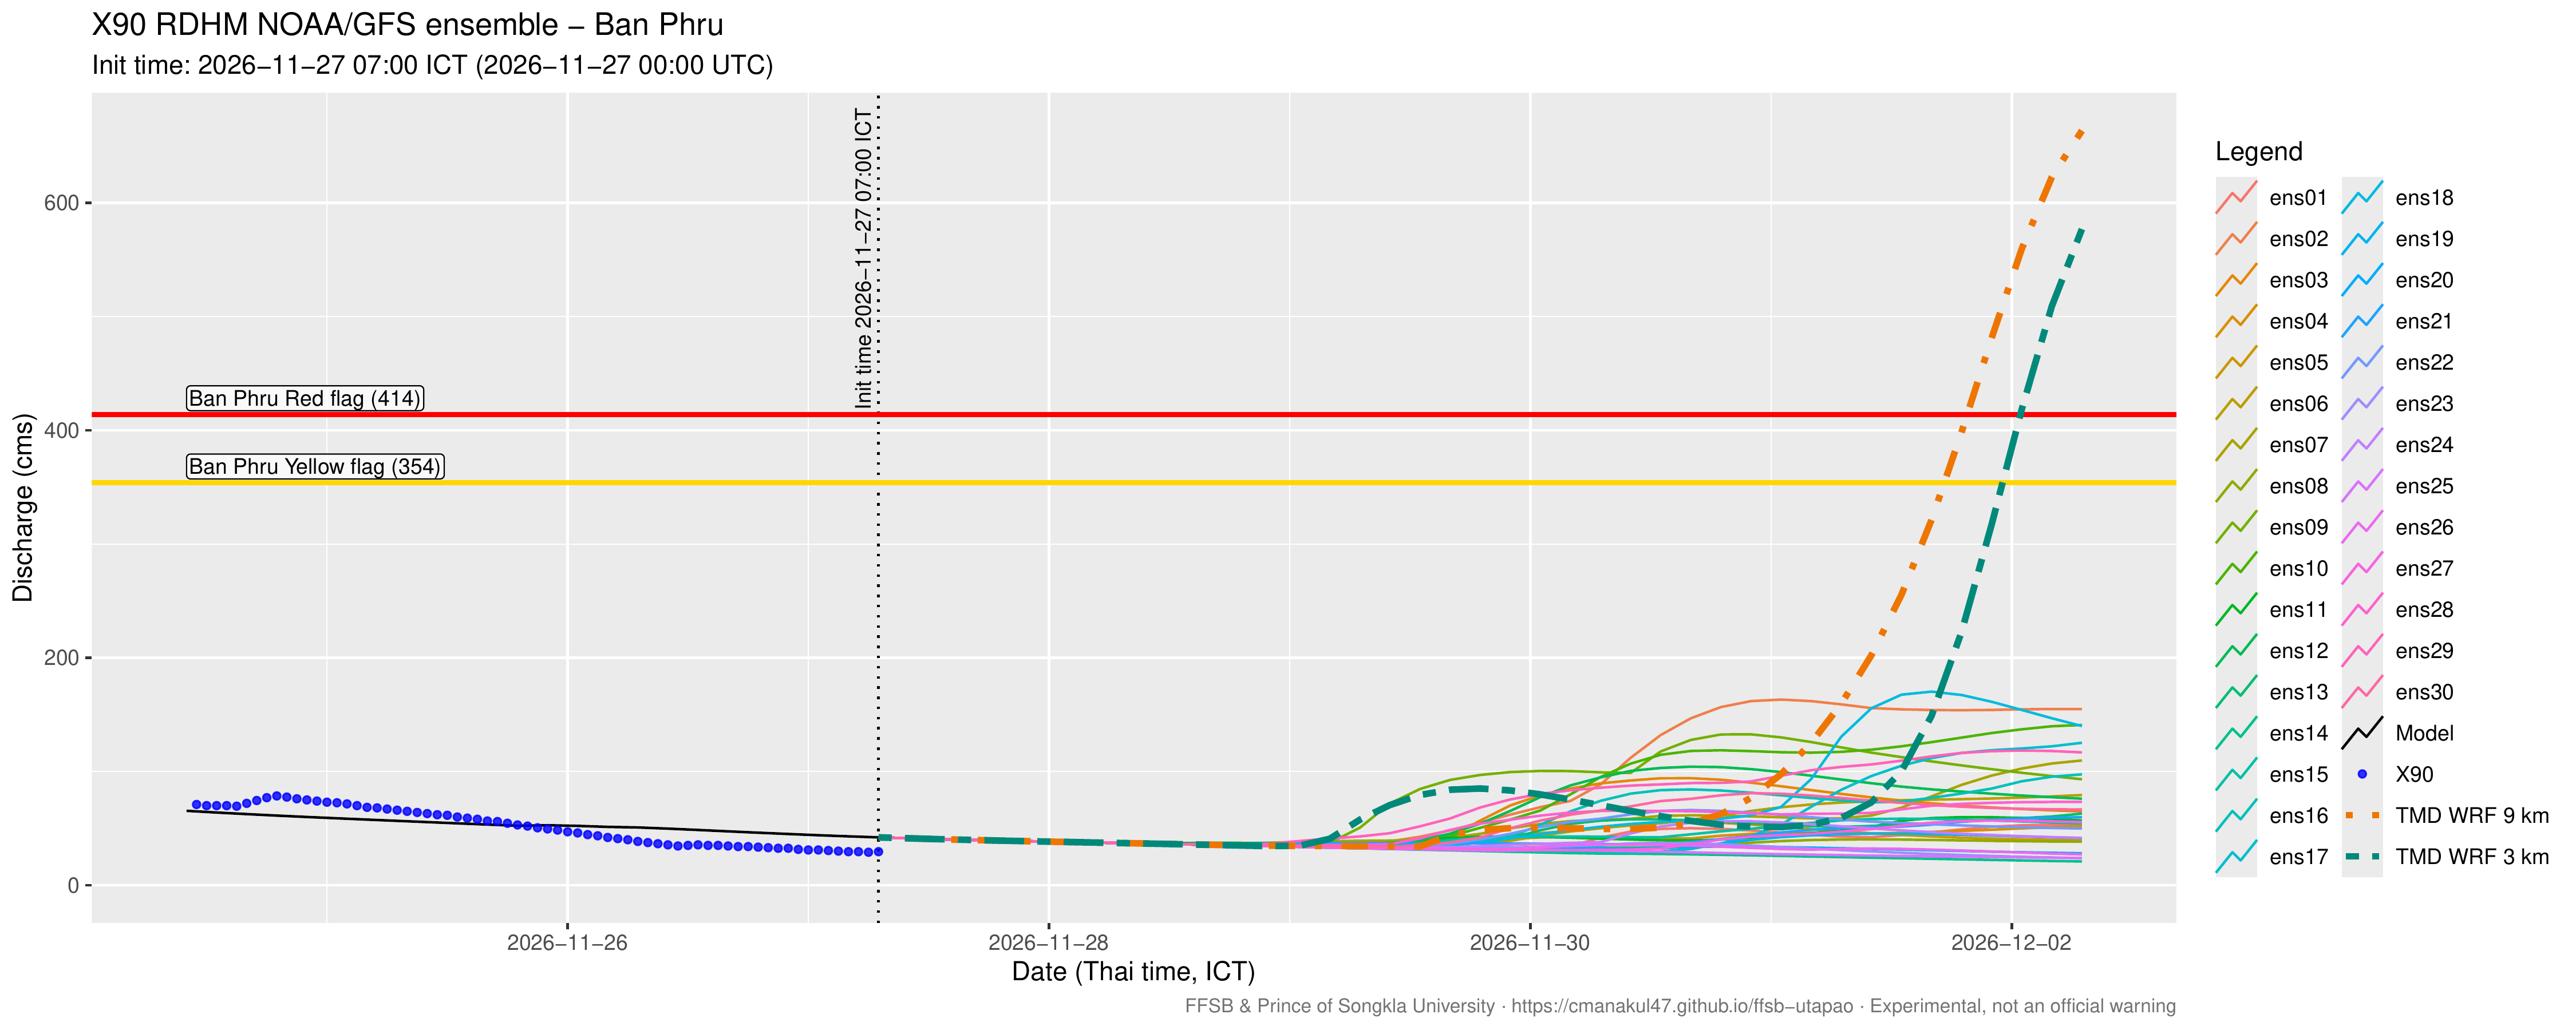 X90 RDHM NOAA/GFS ensemble – Ban Phru
Init time: 2026–11–27 07:00 ICT (2026–11–27 00:00 UTC)
Init time 2026–11–27 07:00 ICT
Ban Phru Red flag (414)
Ban Phru Yellow flag (354)
Discharge (cms)
600
400
200
0
2026–11–26
2026–11–28
2026–11–30
2026–12–02
Date (Thai time, ICT)
Legend
ens01
ens02
ens03
ens04
ens05
ens06
ens07
ens08
ens09
ens10
ens11
ens12
ens13
ens14
ens15
ens16
ens17
ens18
ens19
ens20
ens21
ens22
ens23
ens24
ens25
ens26
ens27
ens28
ens29
ens30
Model
X90
TMD WRF 9 km
TMD WRF 3 km
FFSB & Prince of Songkla University · https://cmanakul47.github.io/ffsb–utapao · Experimental, not an official warning